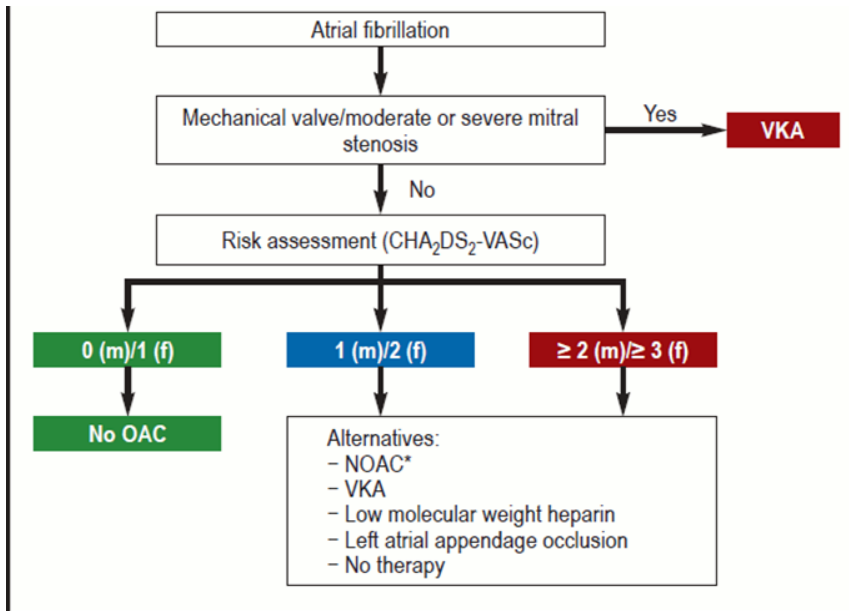 Atrial fibrillation
Mechanical valve/moderate or severe mitral
stenosis
Yes
VKA
No
Risk assessment (CHA₂DS₂-VASc)
0 (m)/1 (f)
1 (m)/2 (f)
≥ 2 (m)/≥ 3 (f)
No OAC
Alternatives:
– NOAC*
– VKA
– Low molecular weight heparin
– Left atrial appendage occlusion
– No therapy